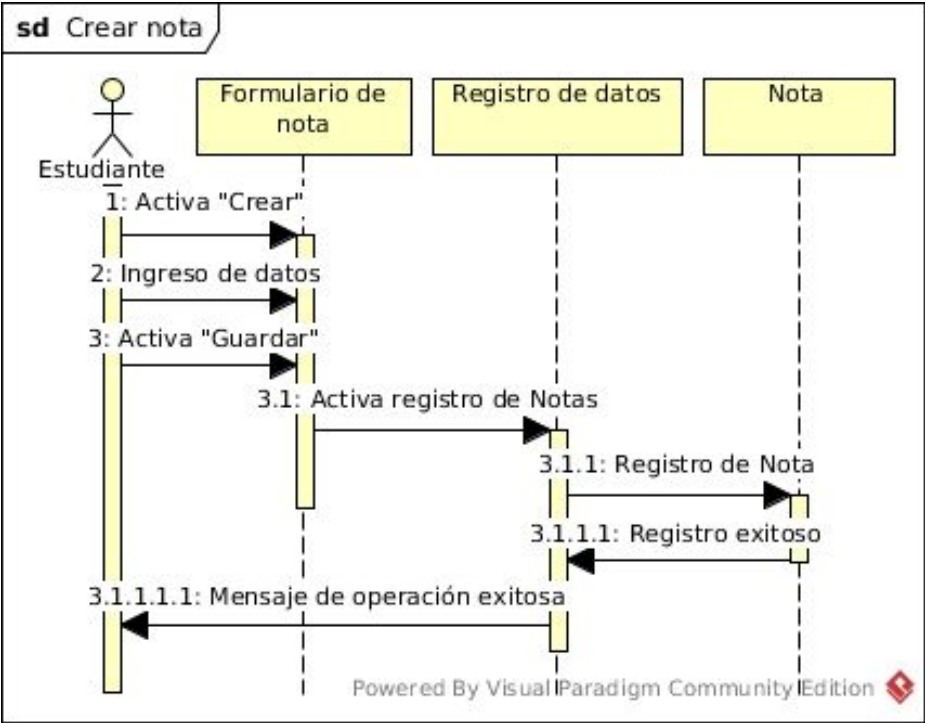 sd Crear nota
Estudiante
Formulario de
nota
Registro de datos
Nota
1: Activa "Crear"
2: Ingreso de datos
3: Activa "Guardar"
3.1: Activa registro de Notas
3.1.1: Registro de Nota
3.1.1.1: Registro exitoso
3.1.1.1.1: Mensaje de operación exitosa
Powered By Visual Paradigm Community Edition